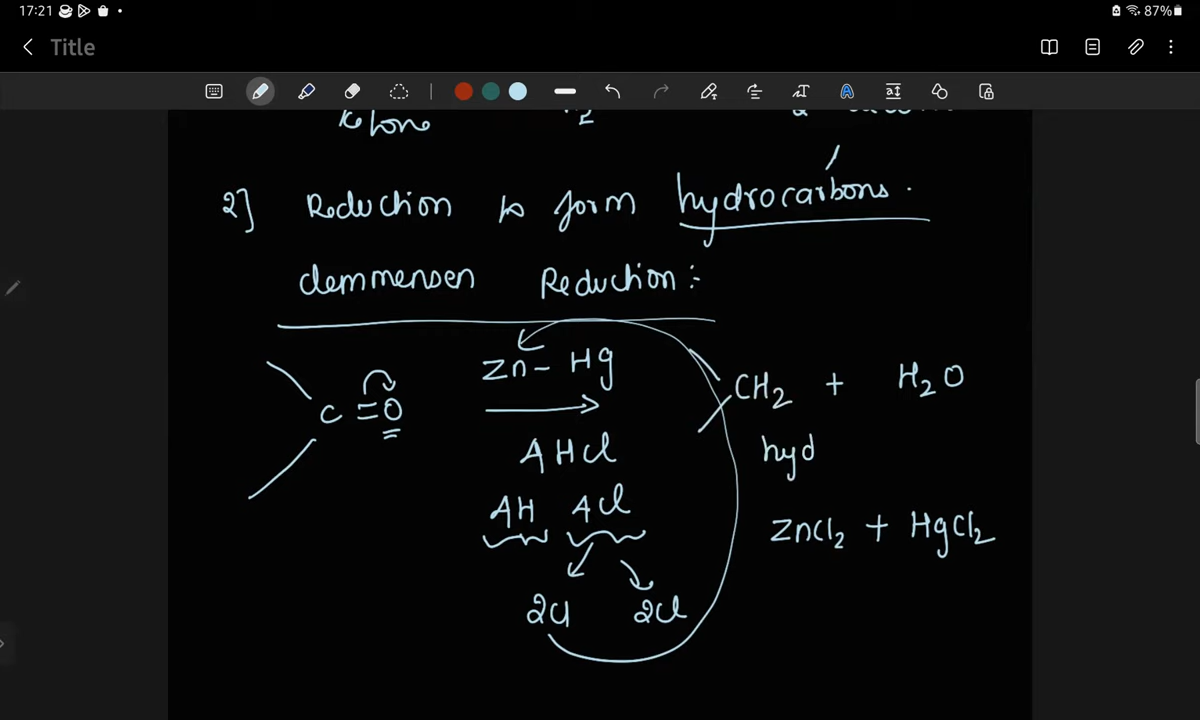 17:21 87%
Title
ketone
2] Reduction to form hydrocarbons.
clemmensen Reduction :-
Zn - Hg
C = O → CH2 + H2O
4HCl
hyd
4H 4Cl
ZnCl2 + HgCl2
2Cl 2Cl